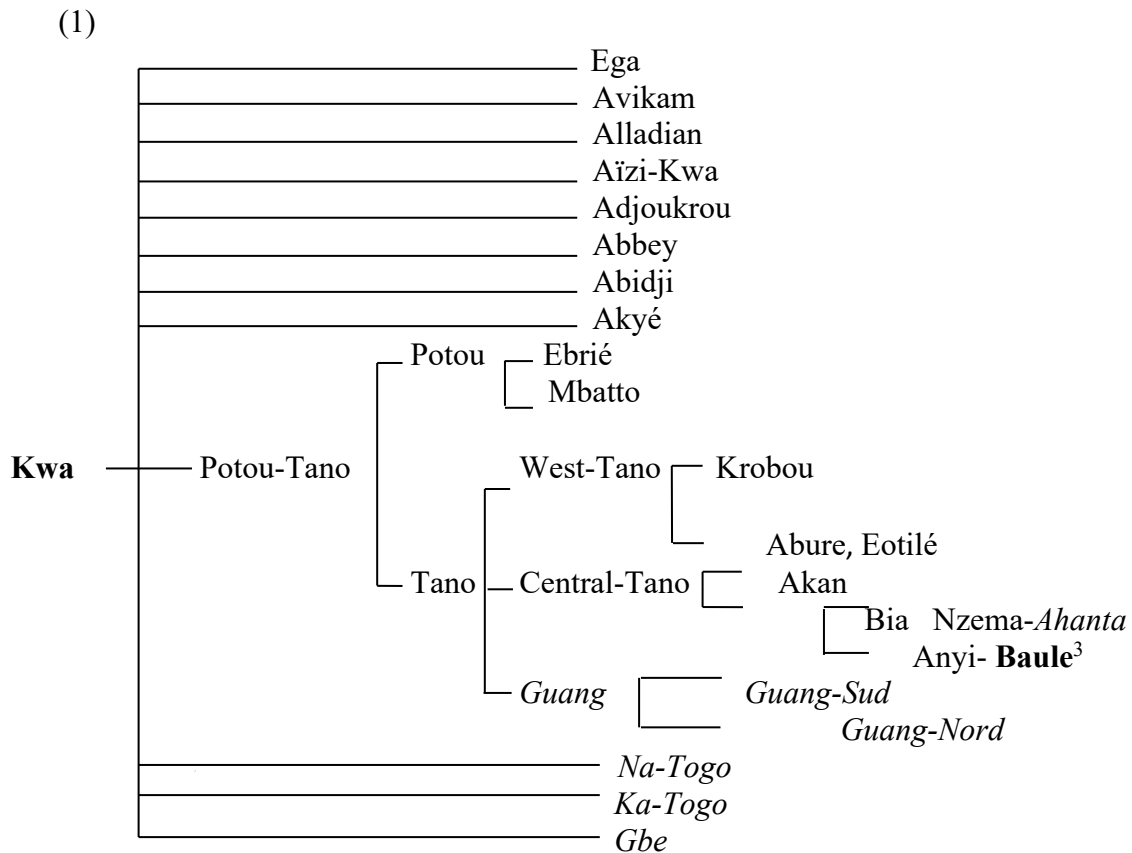 (1)
Ega
Avikam
Alladian
Aïzi-Kwa
Adjoukrou
Abbey
Abidji
Akyé
Potou Ebrié
Mbatto
Kwa Potou-Tano West-Tano Krobou
Abure, Eotilé
Tano Central-Tano Akan
Bia Nzema-Ahanta
Anyi- Baule³
Guang Guang-Sud
Guang-Nord
Na-Togo
Ka-Togo
Gbe